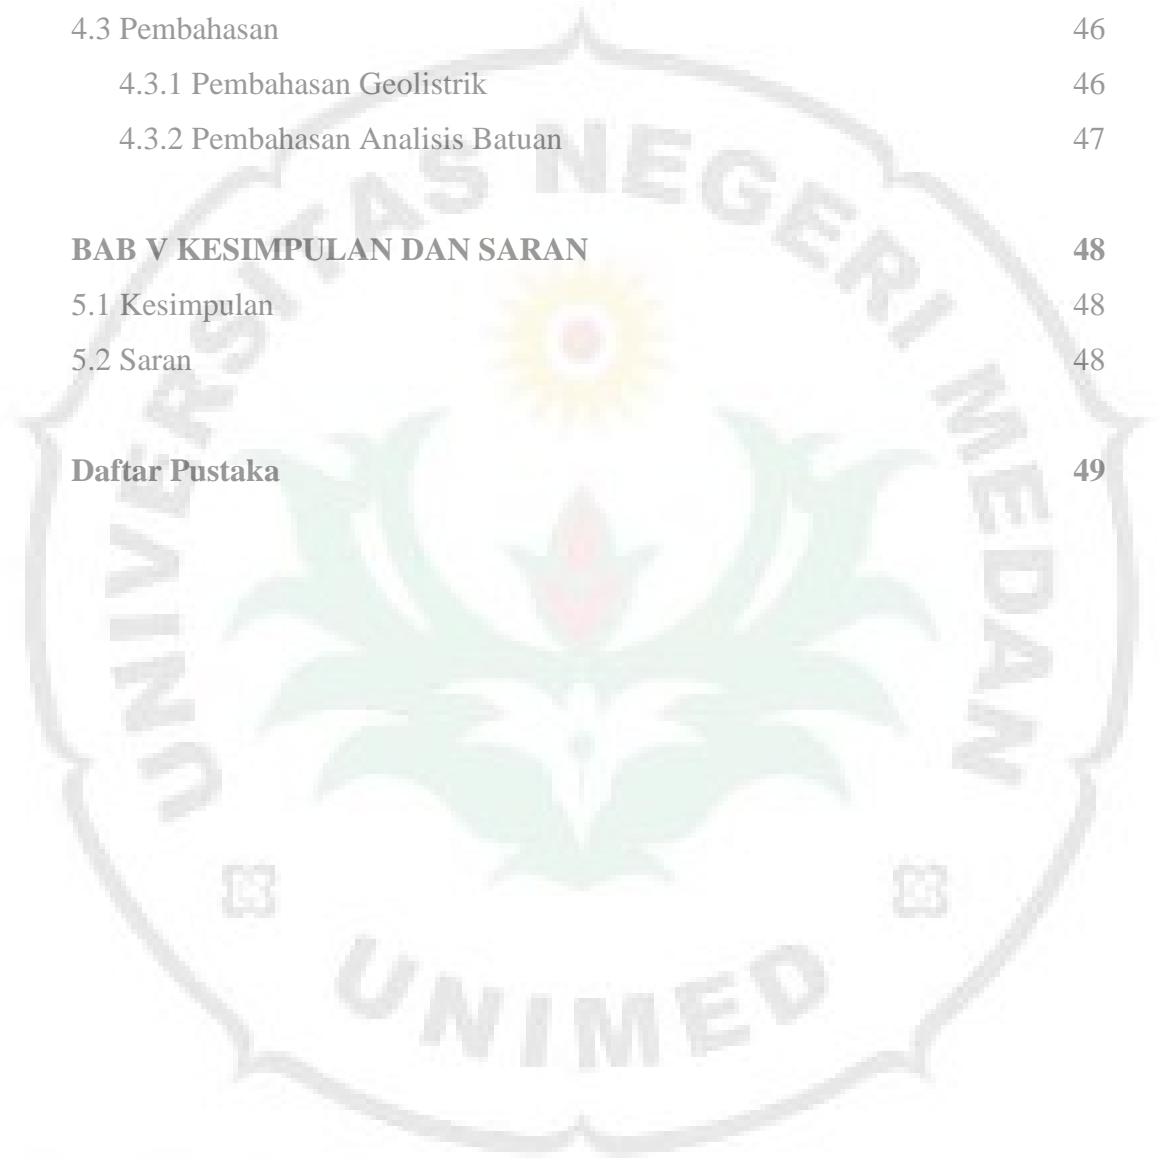 4.3 Pembahasan 46
4.3.1 Pembahasan Geolistrik 46
4.3.2 Pembahasan Analisis Batuan 47
BAB V KESIMPULAN DAN SARAN 48
5.1 Kesimpulan 48
5.2 Saran 48
Daftar Pustaka 49
UNIVERSITAS NEGERI MEDAN
UNIMED